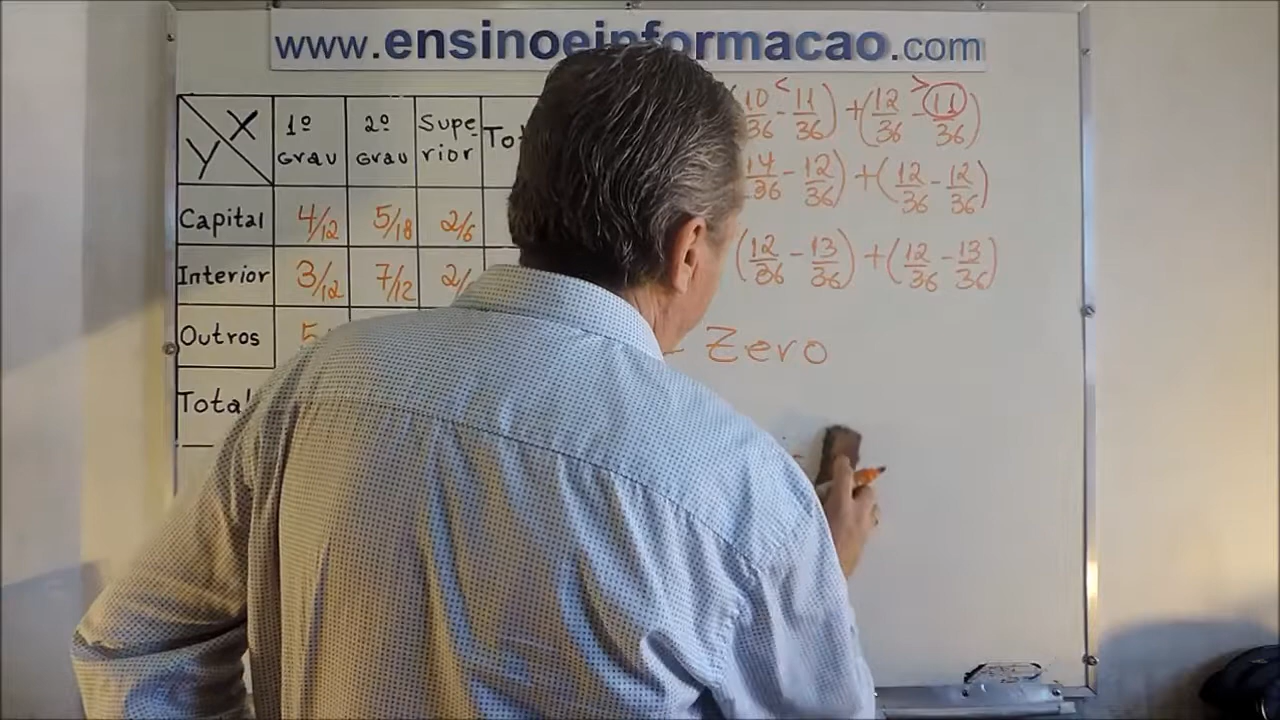 www.ensinoeinformacao.com
X 1º Grau 2º Grau Superior To
Y
Capital 4/12 5/18 2/6
Interior 3/12 7/12 2/
Outros 5
Total
10/36 < 11/36) + (12/36 > 11/36)
14/36 - 12/36) + (12/36 - 12/36)
(12/36 - 13/36) + (12/36 - 13/36)
- Zero